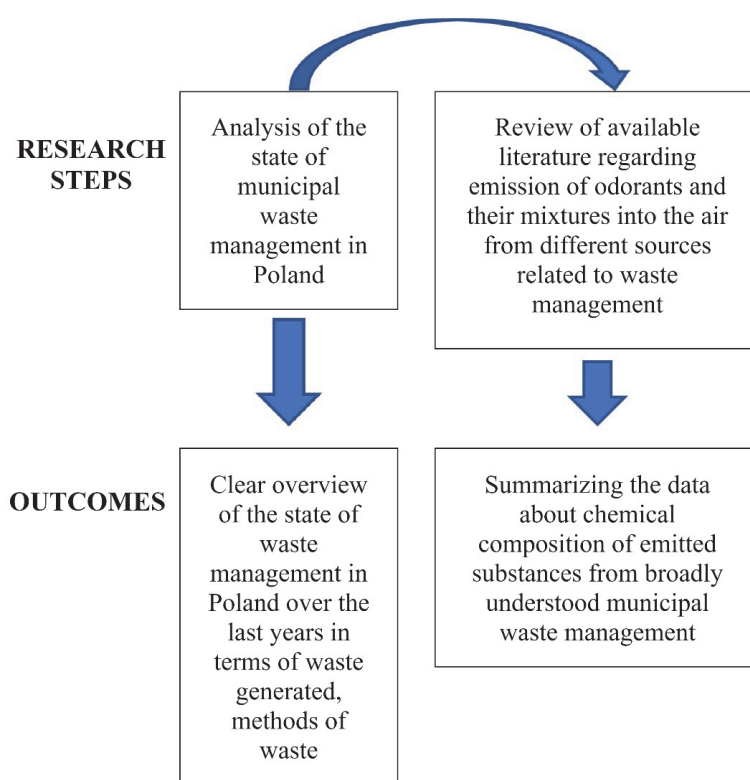 RESEARCH
STEPS
Analysis of the
state of
municipal
waste
management in
Poland
Review of available
literature regarding
emission of odorants and
their mixtures into the air
from different sources
related to waste
management
OUTCOMES
Clear overview
of the state of
waste
management in
Poland over the
last years in
terms of waste
generated,
methods of
waste
Summarizing the data
about chemical
composition of emitted
substances from broadly
understood municipal
waste management